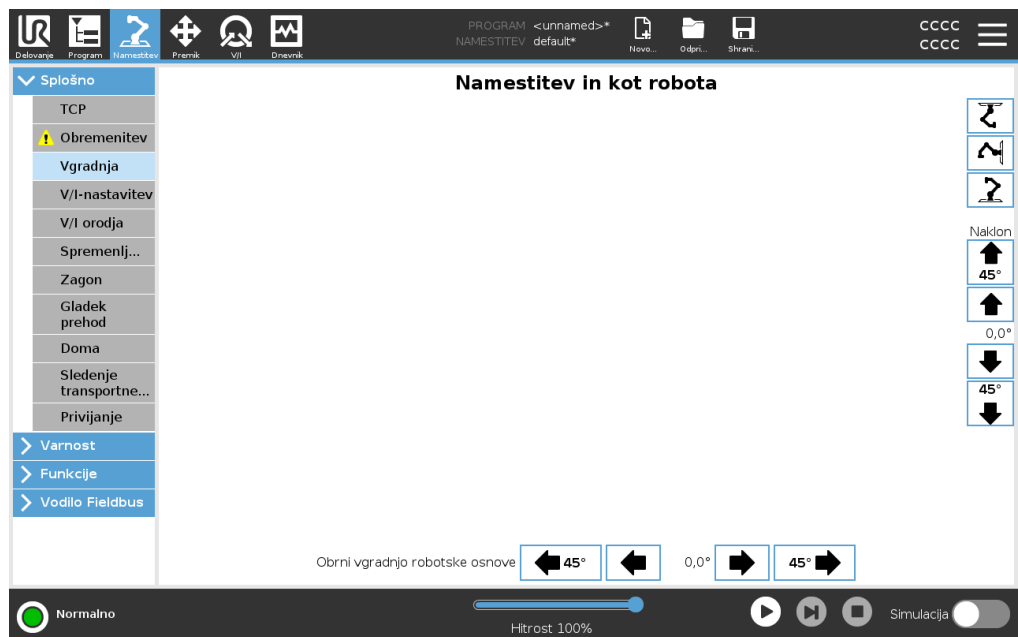 PROGRAM <unnamed>*
NAMESTITEV default*
Delovanje Program Namestitev Premik V/I Dnevnik
Novo... Odpri... Shrani...
CCCC
CCCC
Splošno
TCP
Obremenitev
Vgradnja
V/I-nastavitev
V/I orodja
Spremenlj...
Zagon
Gladek
prehod
Doma
Sledenje
transportne...
Privijanje
Varnost
Funkcije
Vodilo Fieldbus
Namestitev in kot robota
Naklon
45°
0,0°
45°
Obrni vgradnjo robotske osnove 45° 0,0° 45°
Normalno
Hitrost 100%
Simulacija